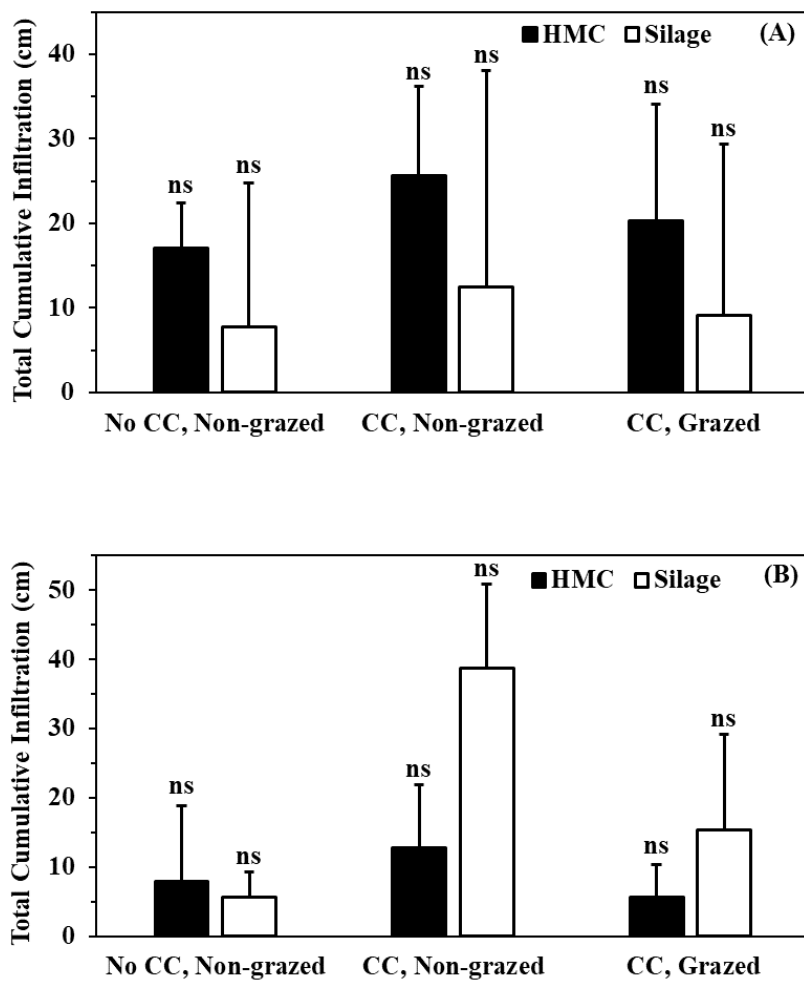 Total Cumulative Infiltration (cm)
40
30
20
10
0
HMC Silage (A)
ns ns ns ns ns ns
No CC, Non-grazed CC, Non-grazed CC, Grazed
Total Cumulative Infiltration (cm)
50
40
30
20
10
0
HMC Silage (B)
ns ns ns ns ns ns
No CC, Non-grazed CC, Non-grazed CC, Grazed